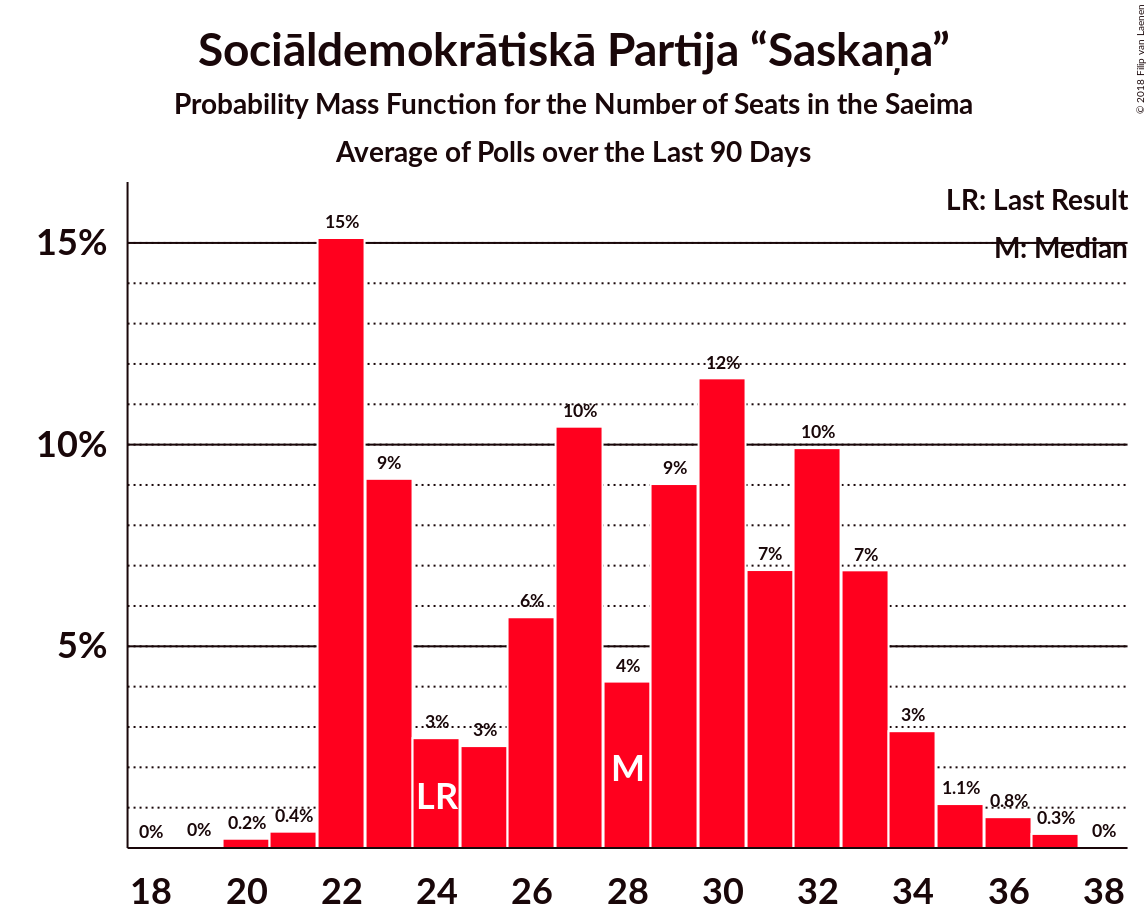 Sociāldemokrātiskā Partija “Saskaņa”
Probability Mass Function for the Number of Seats in the Saeima
Average of Polls over the Last 90 Days
© 2018 Filip van Laenen
LR: Last Result
M: Median
15%
10%
5%
0%
0%
0.2%
0.4%
15%
9%
3%
3%
6%
10%
4%
9%
12%
7%
10%
7%
3%
1.1%
0.8%
0.3%
0%
LR
M
18 20 22 24 26 28 30 32 34 36 38